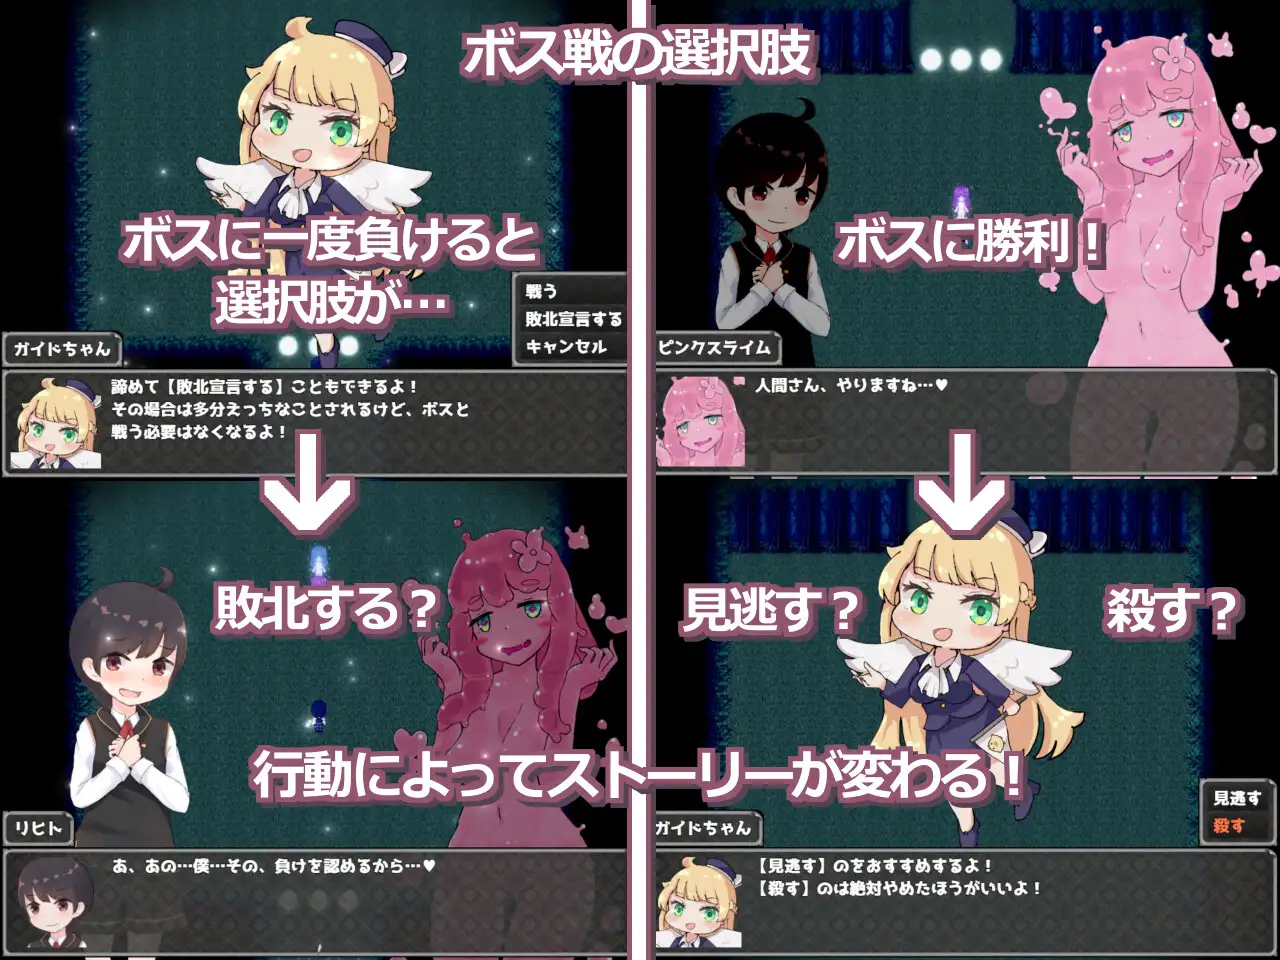 ボス戦の選択肢
ボスに一度負けると
選択肢が…
戦う
敗北宣言する
キャンセル
ガイドちゃん
諦めて【敗北宣言する】こともできるよ！
その場合は多分えっちなことされるけど、ボスと
戦う必要はなくなるよ！
ボスに勝利！
ピンクスライム
人間さん、やりますね…♥
敗北する？
リヒト
あ、あの…僕…その、負けを認めるから…♥
見逃す？
殺す？
行動によってストーリーが変わる！
見逃す
殺す
ガイドちゃん
【見逃す】のをおすすめするよ！
【殺す】のは絶対やめたほうがいいよ！